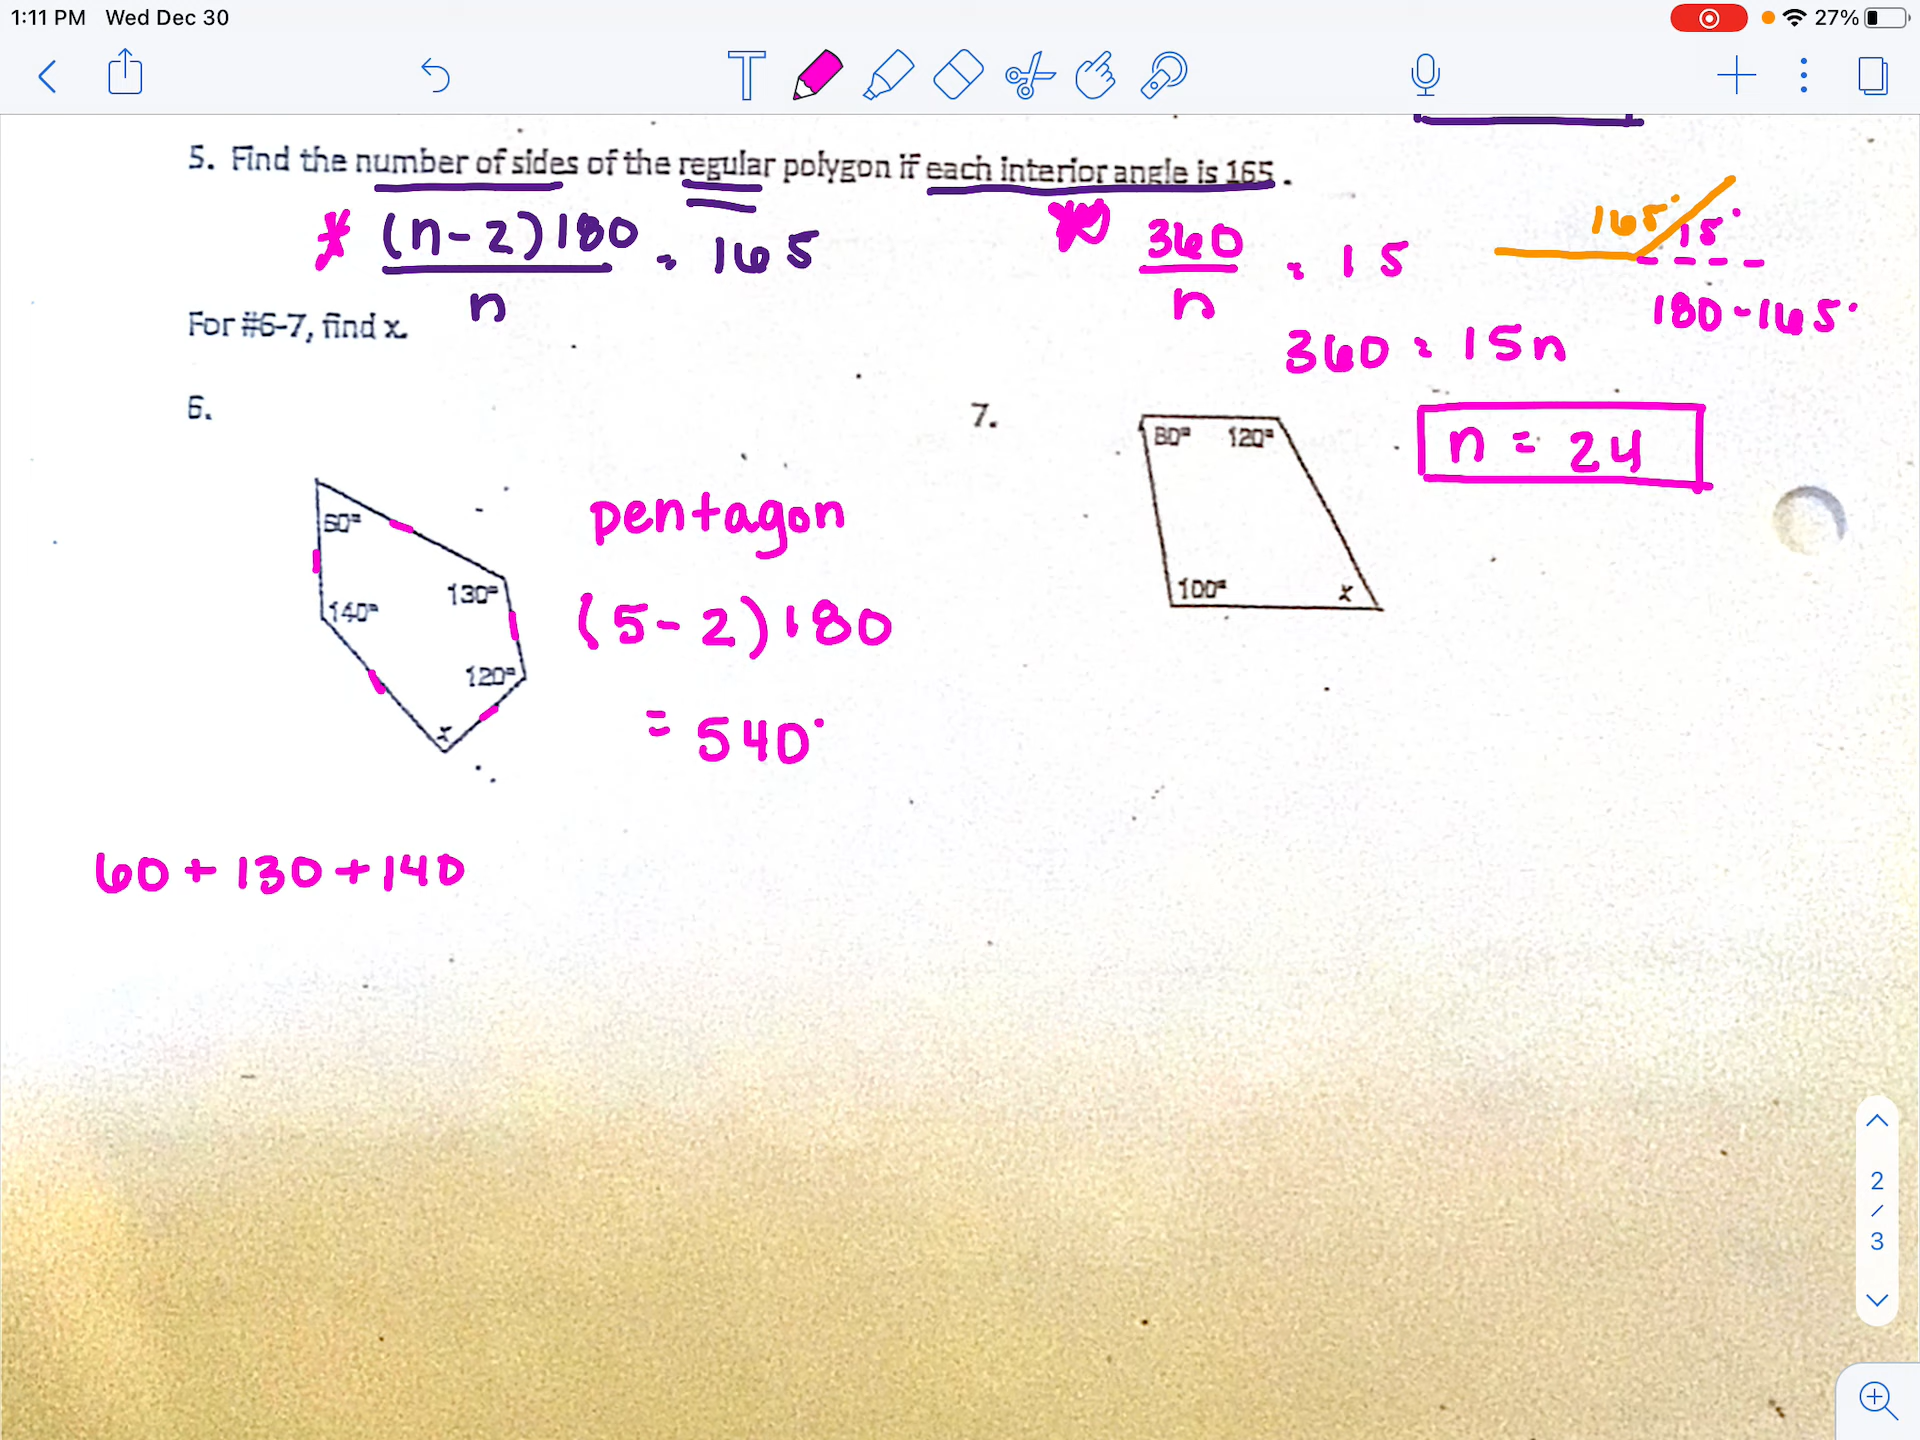 1:11 PM Wed Dec 30
27%
T
5. Find the number of sides of the regular polygon if each interior angle is 165 .
* (n-2)180 = 165
n
360 = 15
n
165° 15°
180-165°
360 = 15n
n = 24
For #6-7, find x.
6.
60°
130°
140°
120°
x
pentagon
(5-2)180
= 540°
7.
80° 120°
100° x
60 + 130 + 140
2
/
3